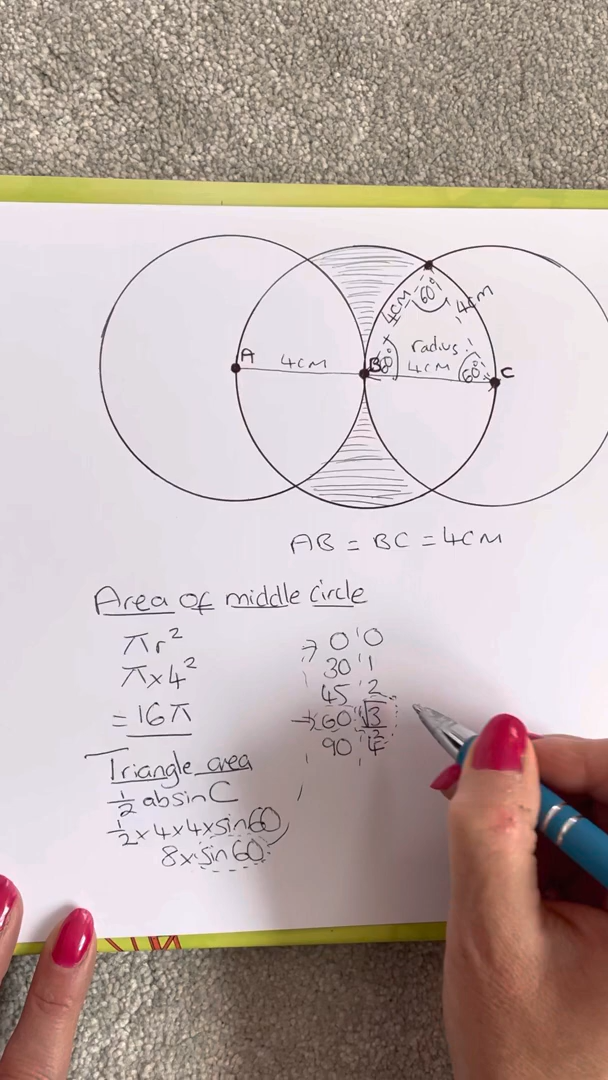 A 4cm B
4cm 60° 4cm
60° radius 60° C
4cm
AB = BC = 4cm
Area of middle circle
πr²
π×4²
= 16π
0 0
30 1
45 2
60 √3
90 4
2
Triangle area
½ absinC
½ × 4 × 4 × sin60
8 × sin60